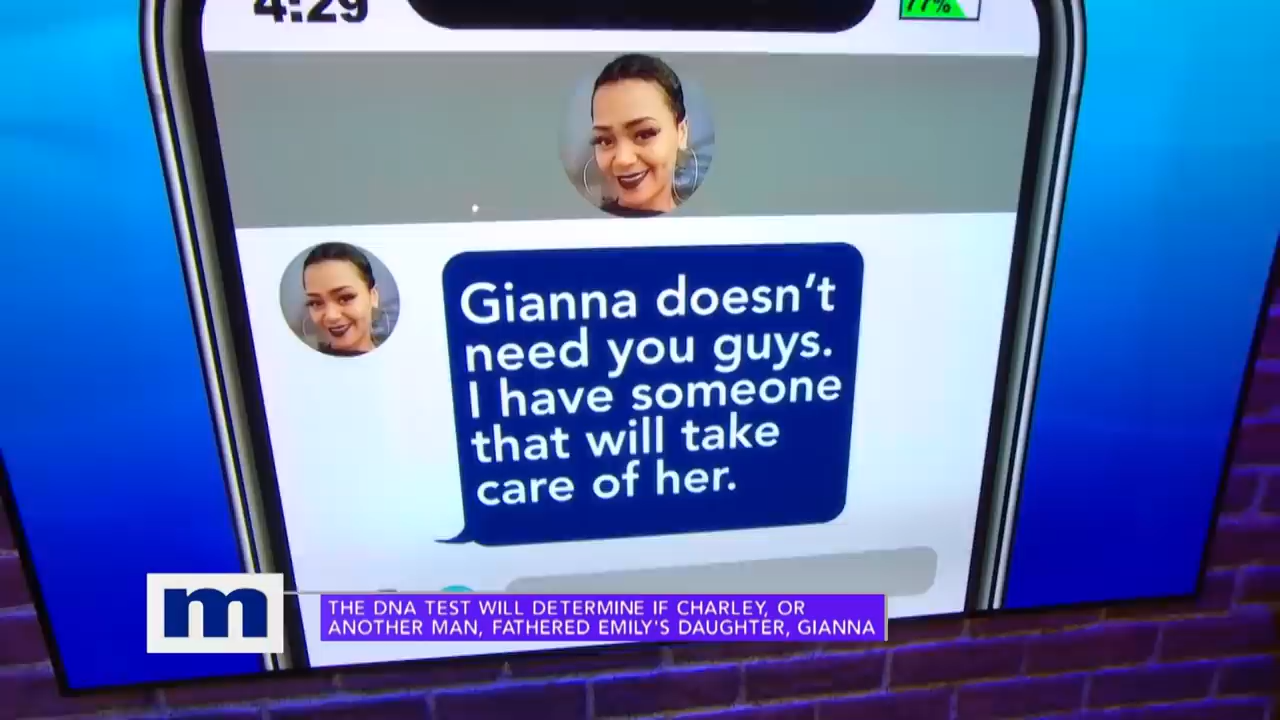 4:29
77%
Gianna doesn't
need you guys.
I have someone
that will take
care of her.
m
THE DNA TEST WILL DETERMINE IF CHARLEY, OR
ANOTHER MAN, FATHERED EMILY'S DAUGHTER, GIANNA